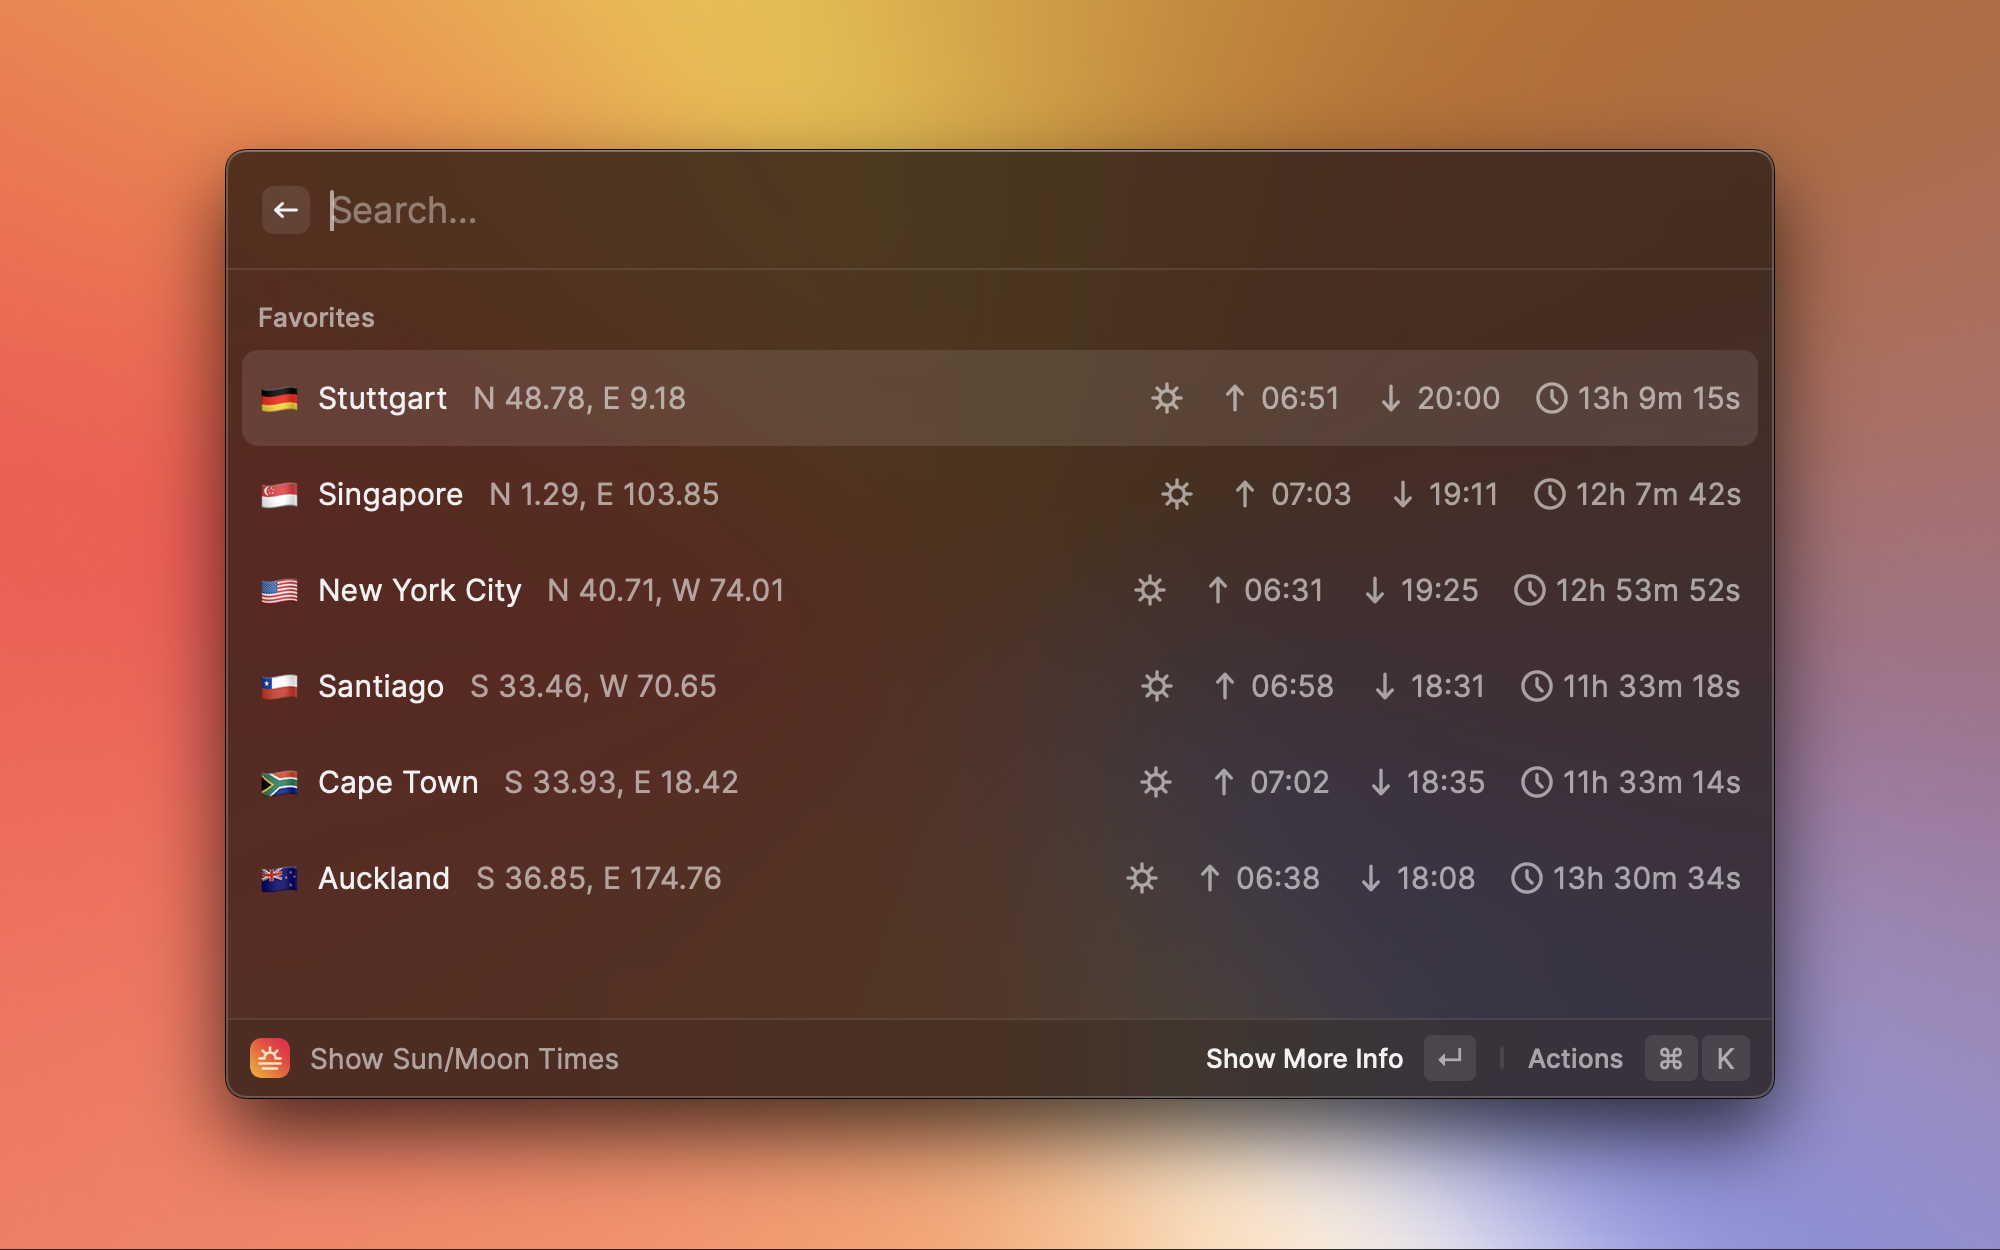 Search...
Favorites
Stuttgart N 48.78, E 9.18 ↑ 06:51 ↓ 20:00 13h 9m 15s
Singapore N 1.29, E 103.85 ↑ 07:03 ↓ 19:11 12h 7m 42s
New York City N 40.71, W 74.01 ↑ 06:31 ↓ 19:25 12h 53m 52s
Santiago S 33.46, W 70.65 ↑ 06:58 ↓ 18:31 11h 33m 18s
Cape Town S 33.93, E 18.42 ↑ 07:02 ↓ 18:35 11h 33m 14s
Auckland S 36.85, E 174.76 ↑ 06:38 ↓ 18:08 13h 30m 34s
Show Sun/Moon Times Show More Info ↵ Actions ⌘ K